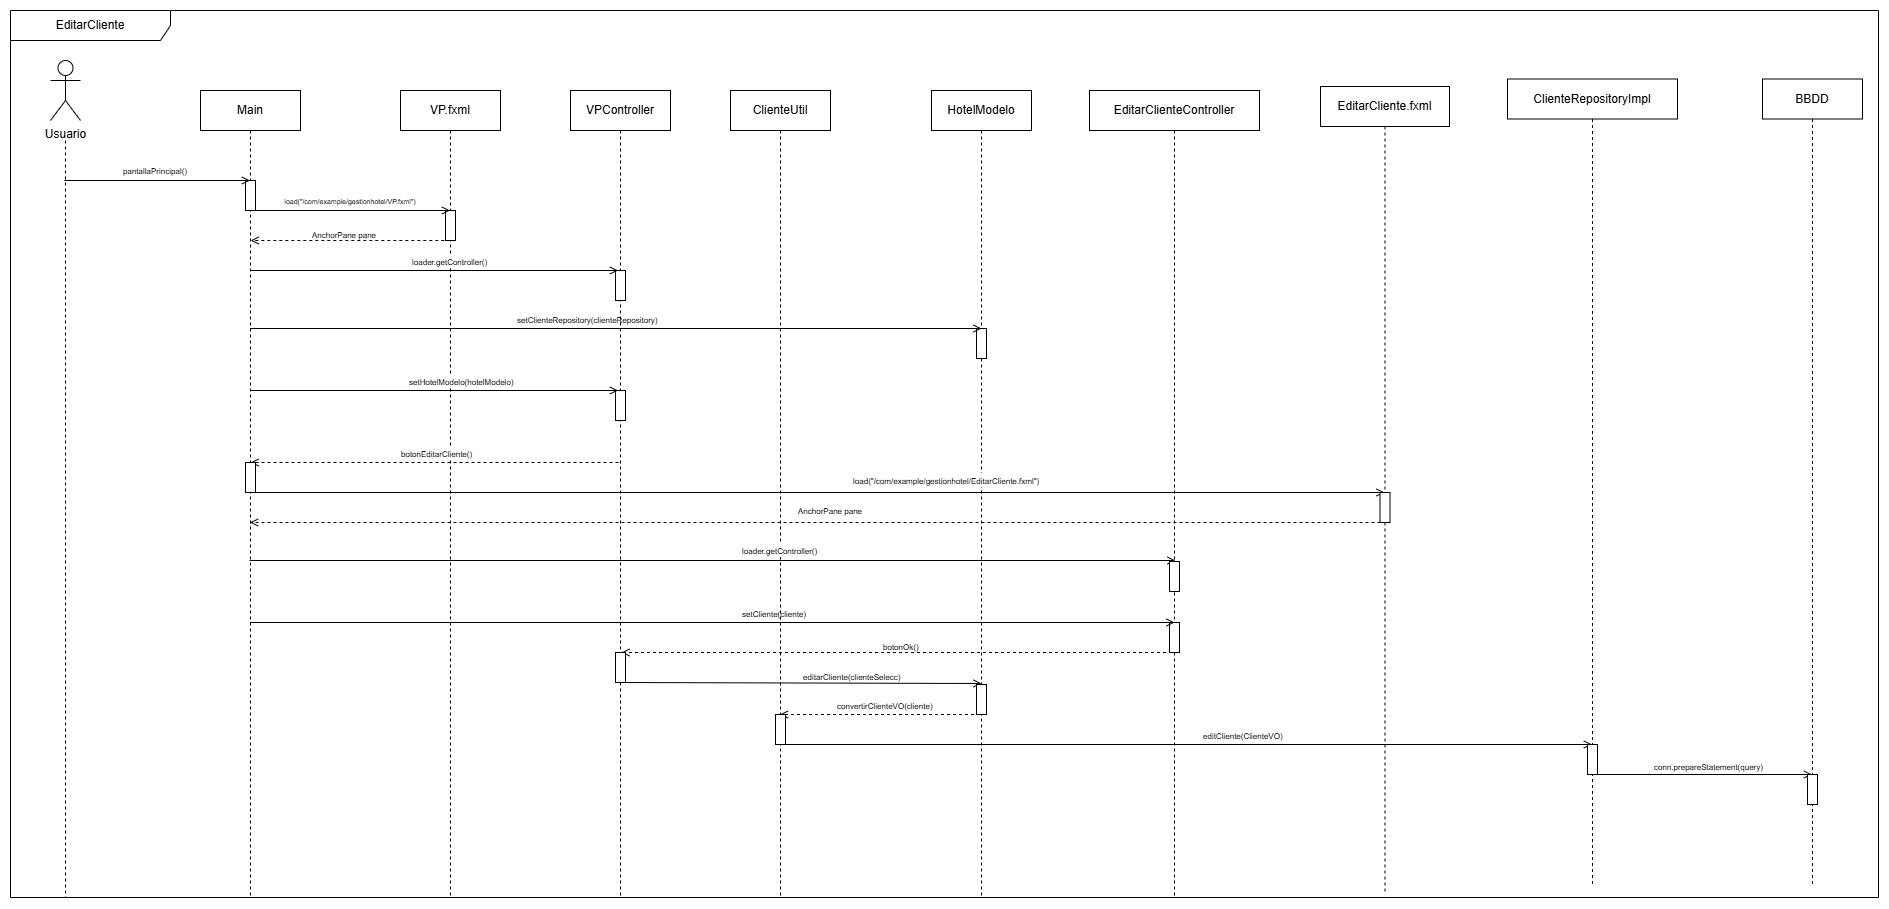 EditarCliente
Usuario
Main
VP.fxml
VPController
ClienteUtil
HotelModelo
EditarClienteController
EditarCliente.fxml
ClienteRepositoryImpl
BBDD
pantallaPrincipal()
load("/com/example/gestionhotel/VP.fxml")
AnchorPane pane
loader.getController()
setClienteRepository(clienteRepository)
setHotelModelo(hotelModelo)
botonEditarCliente()
load("/com/example/gestionhotel/EditarCliente.fxml")
AnchorPane pane
loader.getController()
setCliente(cliente)
botonOk()
editarCliente(clienteSelecc)
convertirClienteVO(cliente)
editCliente(ClienteVO)
conn.prepareStatement(query)